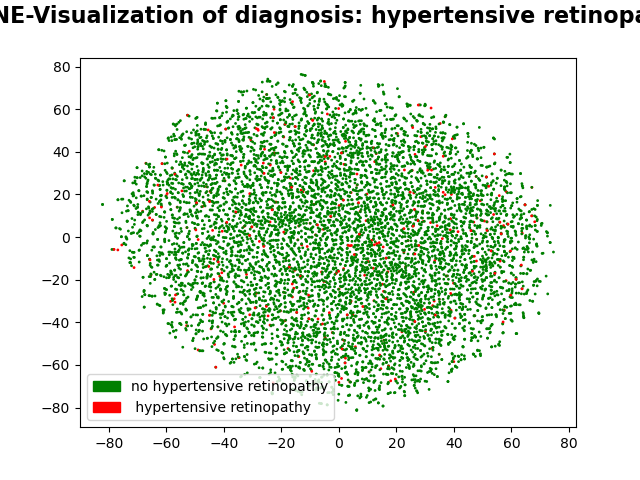 NE-Visualization of diagnosis: hypertensive retinopa
80
60
40
20
0
−20
−40
−60
−80
no hypertensive retinopathy
hypertensive retinopathy
−80 −60 −40 −20 0 20 40 60 80